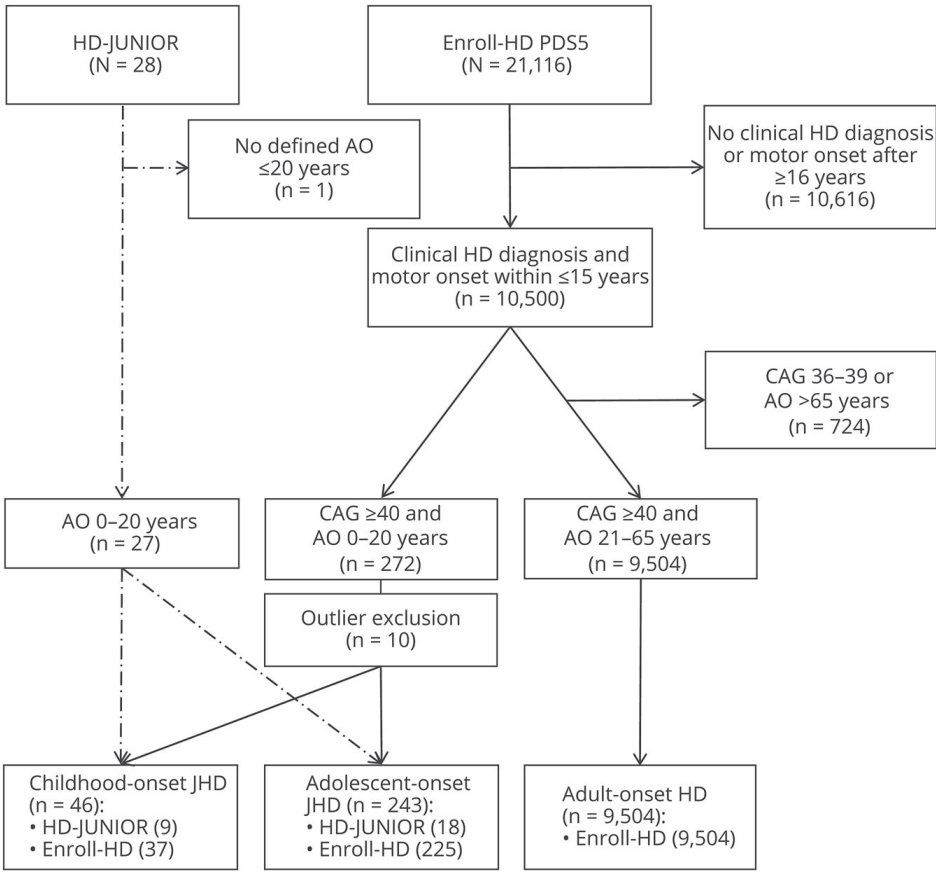 HD-JUNIOR
(N = 28)
Enroll-HD PDS5
(N = 21,116)
No defined AO
≤20 years
(n = 1)
No clinical HD diagnosis
or motor onset after
≥16 years
(n = 10,616)
Clinical HD diagnosis and
motor onset within ≤15 years
(n = 10,500)
CAG 36–39 or
AO >65 years
(n = 724)
AO 0–20 years
(n = 27)
CAG ≥40 and
AO 0–20 years
(n = 272)
CAG ≥40 and
AO 21–65 years
(n = 9,504)
Outlier exclusion
(n = 10)
Childhood-onset JHD
(n = 46):
• HD-JUNIOR (9)
• Enroll-HD (37)
Adolescent-onset
JHD (n = 243):
• HD-JUNIOR (18)
• Enroll-HD (225)
Adult-onset HD
(n = 9,504):
• Enroll-HD (9,504)